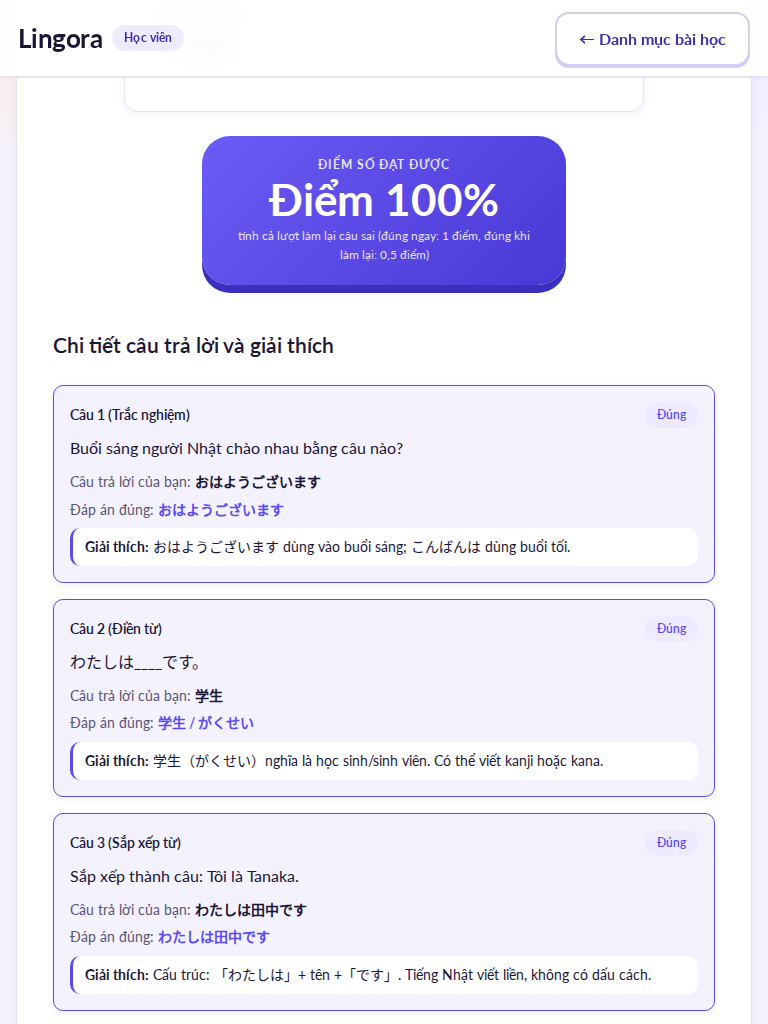 Lingora
Học viên
← Danh mục bài học
ĐIỂM SỐ ĐẠT ĐƯỢC
Điểm 100%
tính cả lượt làm lại câu sai (đúng ngay: 1 điểm, đúng khi
làm lại: 0,5 điểm)
Chi tiết câu trả lời và giải thích
Câu 1 (Trắc nghiệm)
Đúng
Buổi sáng người Nhật chào nhau bằng câu nào?
Câu trả lời của bạn: おはようございます
Đáp án đúng: おはようございます
Giải thích: おはようございます dùng vào buổi sáng; こんばんは dùng buổi tối.
Câu 2 (Điền từ)
Đúng
わたしは____です。
Câu trả lời của bạn: 学生
Đáp án đúng: 学生 / がくせい
Giải thích: 学生（がくせい）nghĩa là học sinh/sinh viên. Có thể viết kanji hoặc kana.
Câu 3 (Sắp xếp từ)
Đúng
Sắp xếp thành câu: Tôi là Tanaka.
Câu trả lời của bạn: わたしは田中です
Đáp án đúng: わたしは田中です
Giải thích: Cấu trúc: 「わたしは」+ tên +「です」. Tiếng Nhật viết liền, không có dấu cách.